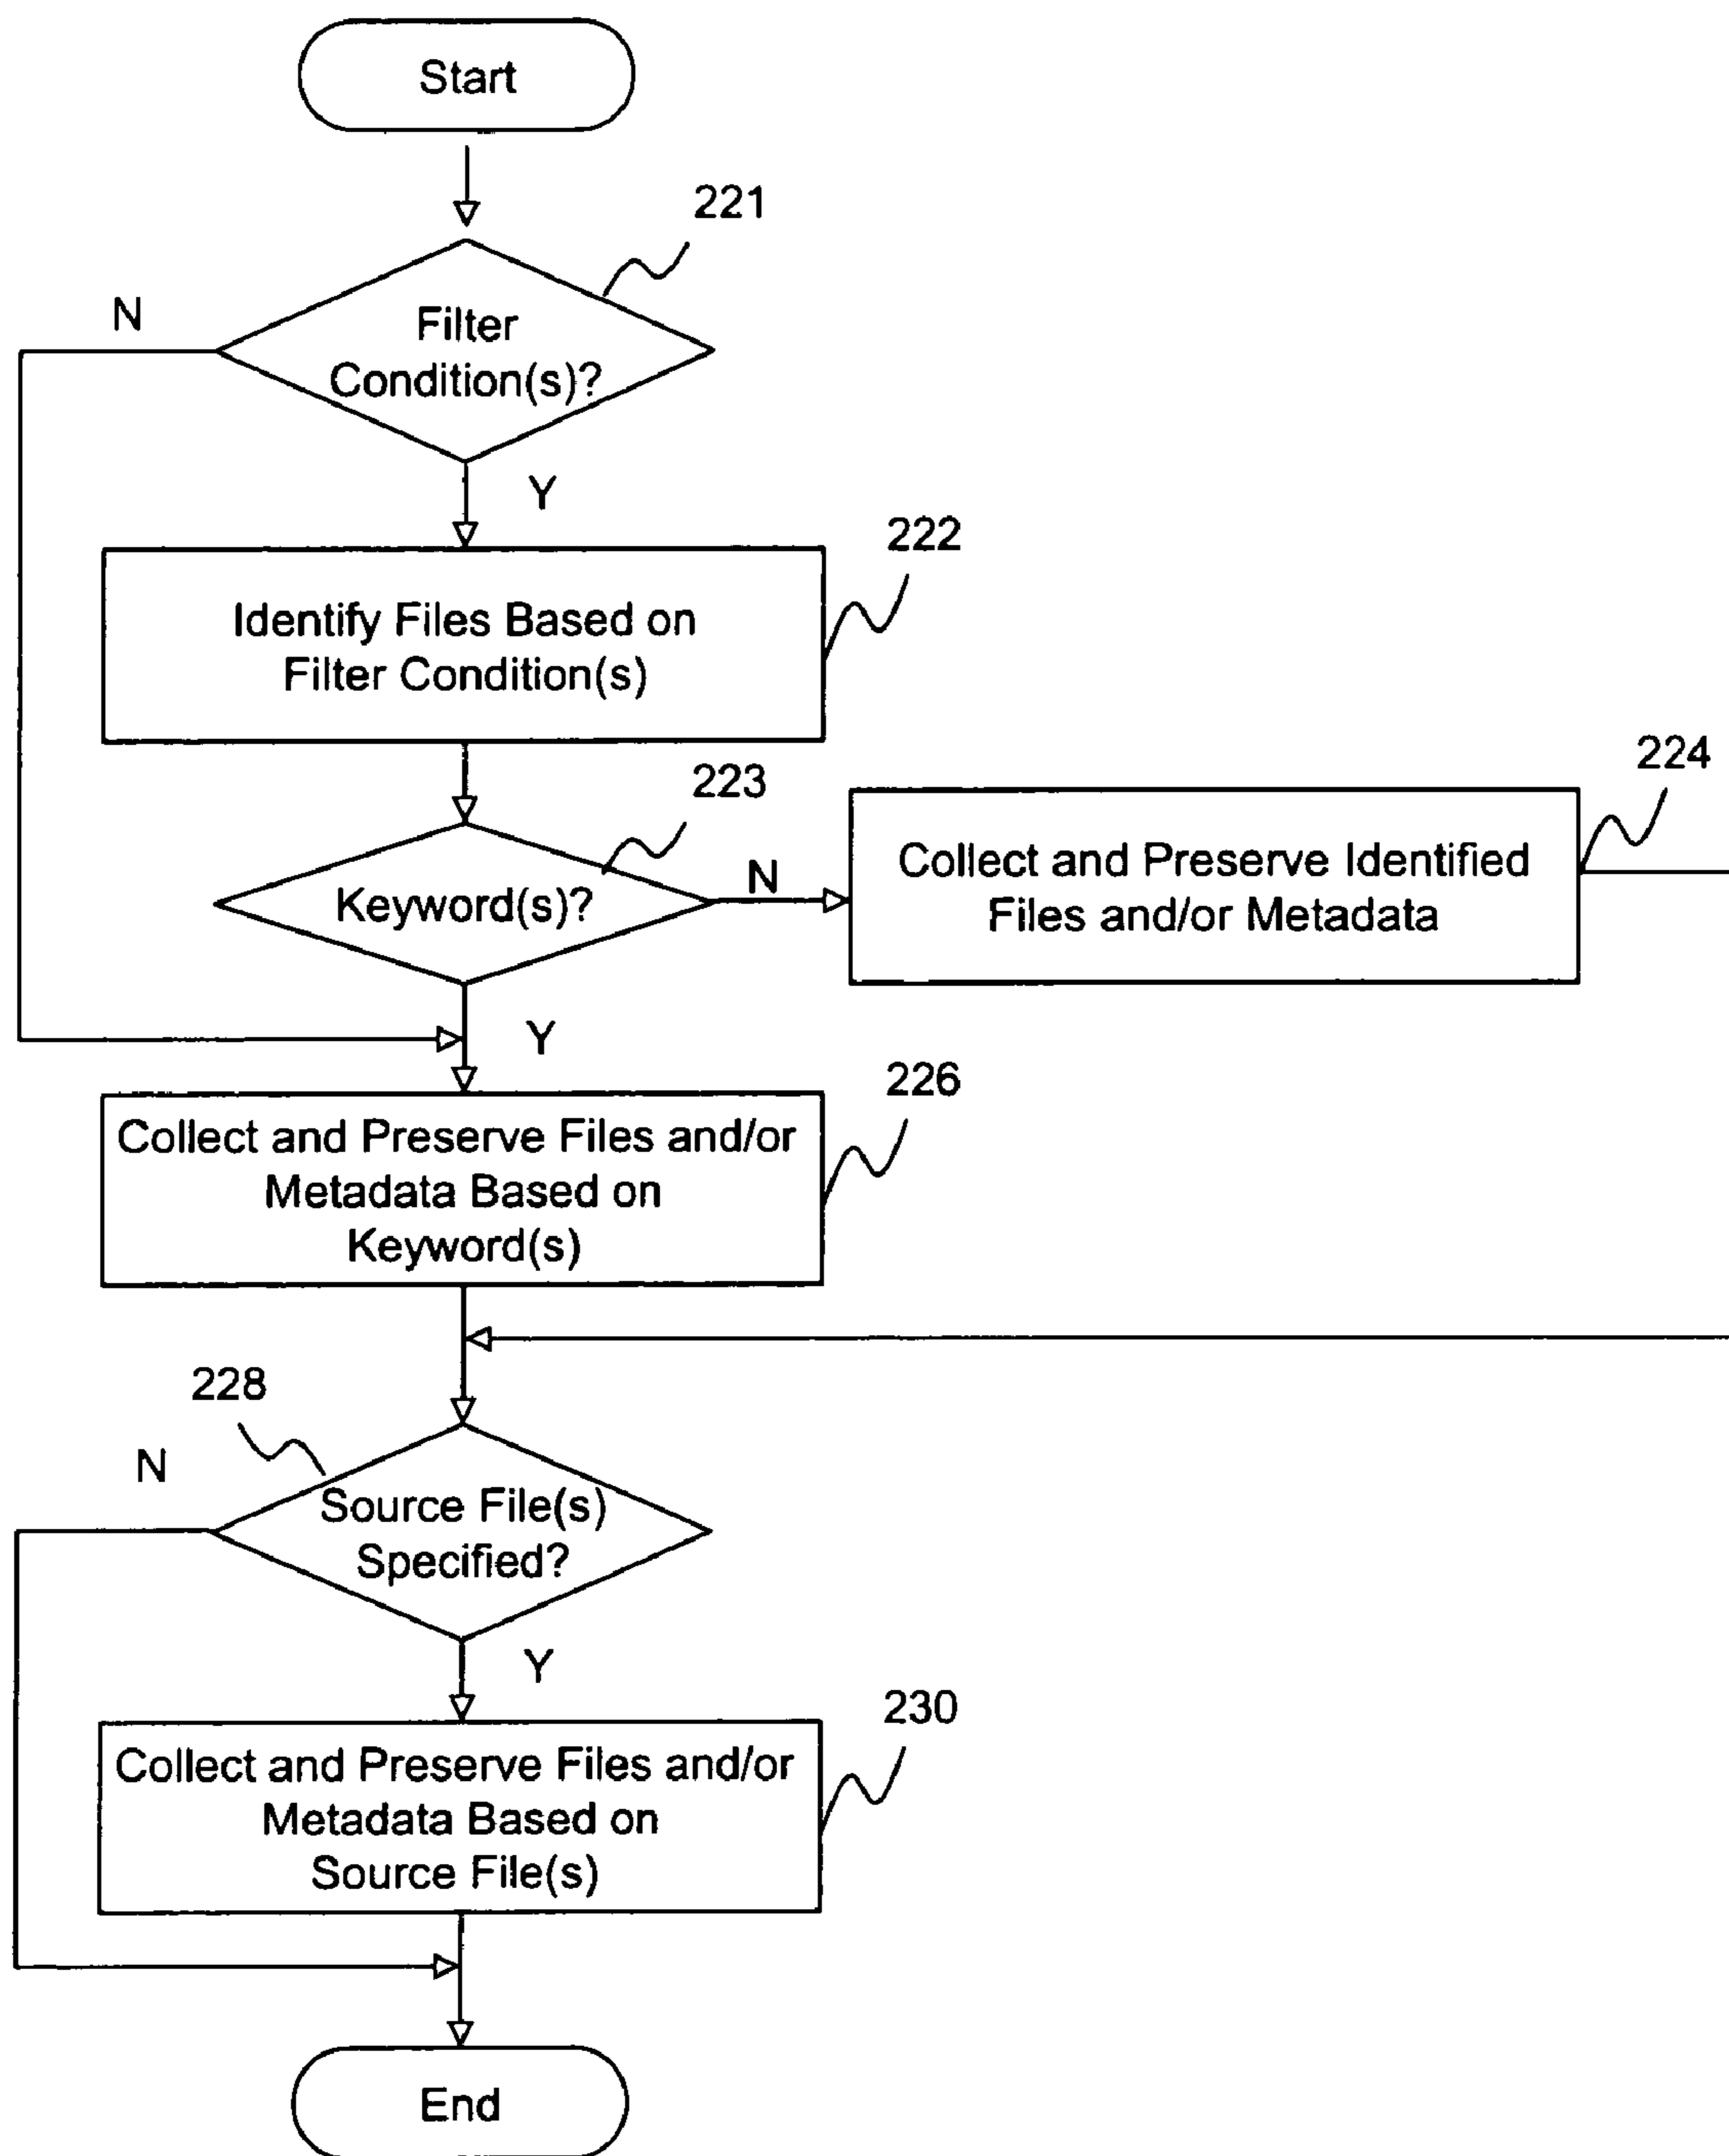 Start
221
N
Filter
Condition(s)?
Y
222
Identify Files Based on
Filter Condition(s)
223
224
Keyword(s)?
N
Collect and Preserve Identified
Files and/or Metadata
Y
226
Collect and Preserve Files and/or
Metadata Based on
Keyword(s)
228
N
Source File(s)
Specified?
Y
230
Collect and Preserve Files and/or
Metadata Based on
Source File(s)
End